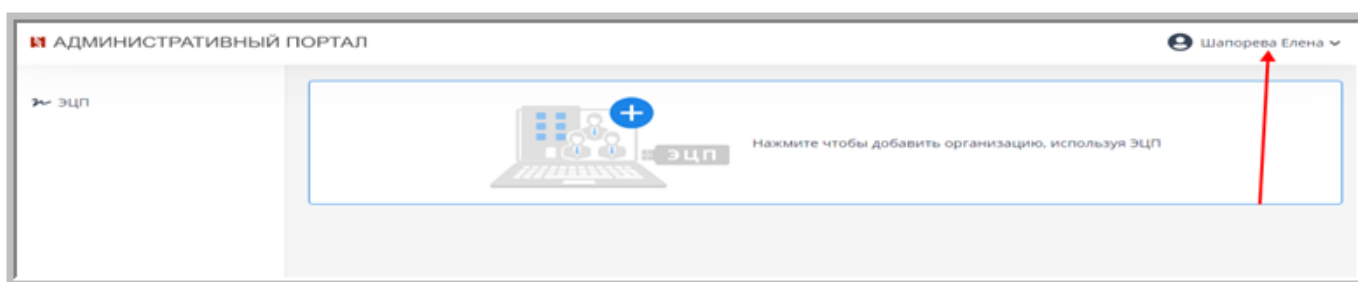 АДМИНИСТРАТИВНЫЙ ПОРТАЛ
Шапорева Елена
ЭЦП
ЭЦП
Нажмите чтобы добавить организацию, используя ЭЦП